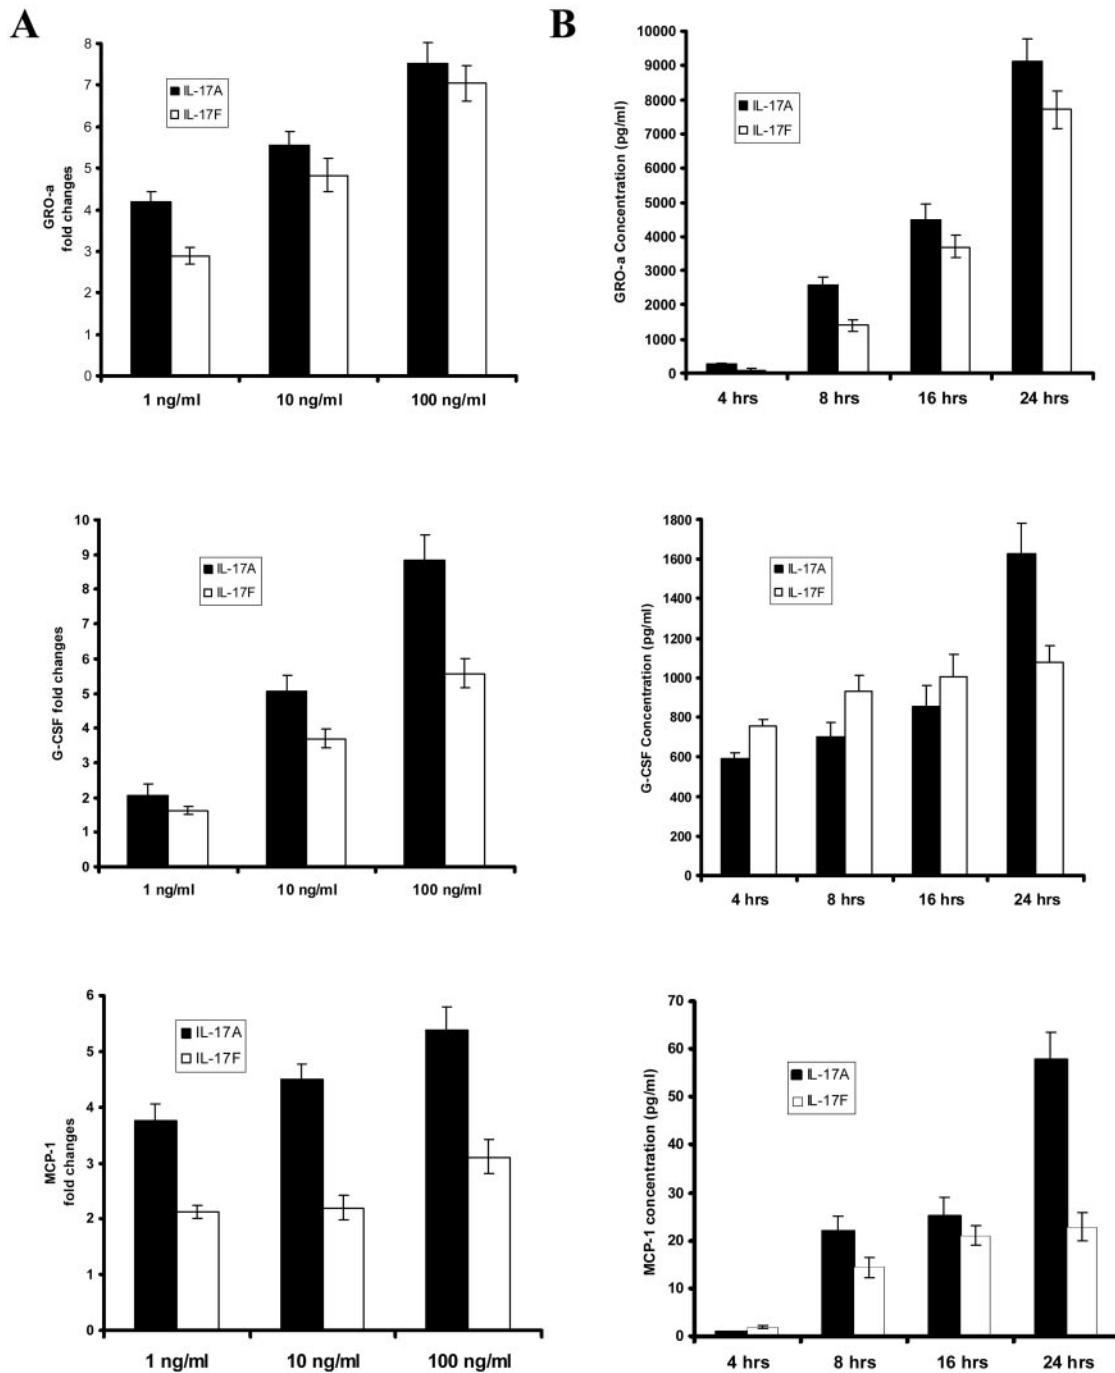 A
GRO-a
fold changes
8
7
6
5
4
3
2
1
0
IL-17A
IL-17F
1 ng/ml 10 ng/ml 100 ng/ml
B
GRO-a Concentration (pg/ml)
10000
9000
8000
7000
6000
5000
4000
3000
2000
1000
0
IL-17A
IL-17F
4 hrs 8 hrs 16 hrs 24 hrs
G-CSF fold changes
10
9
8
7
6
5
4
3
2
1
0
IL-17A
IL-17F
1 ng/ml 10 ng/ml 100 ng/ml
G-CSF Concentration (pg/ml)
1800
1600
1400
1200
1000
800
600
400
200
0
IL-17A
IL-17F
4 hrs 8 hrs 16 hrs 24 hrs
MCP-1
fold changes
6
5
4
3
2
1
0
IL-17A
IL-17F
1 ng/ml 10 ng/ml 100 ng/ml
MCP-1 concentration (pg/ml)
70
60
50
40
30
20
10
0
IL-17A
IL-17F
4 hrs 8 hrs 16 hrs 24 hrs